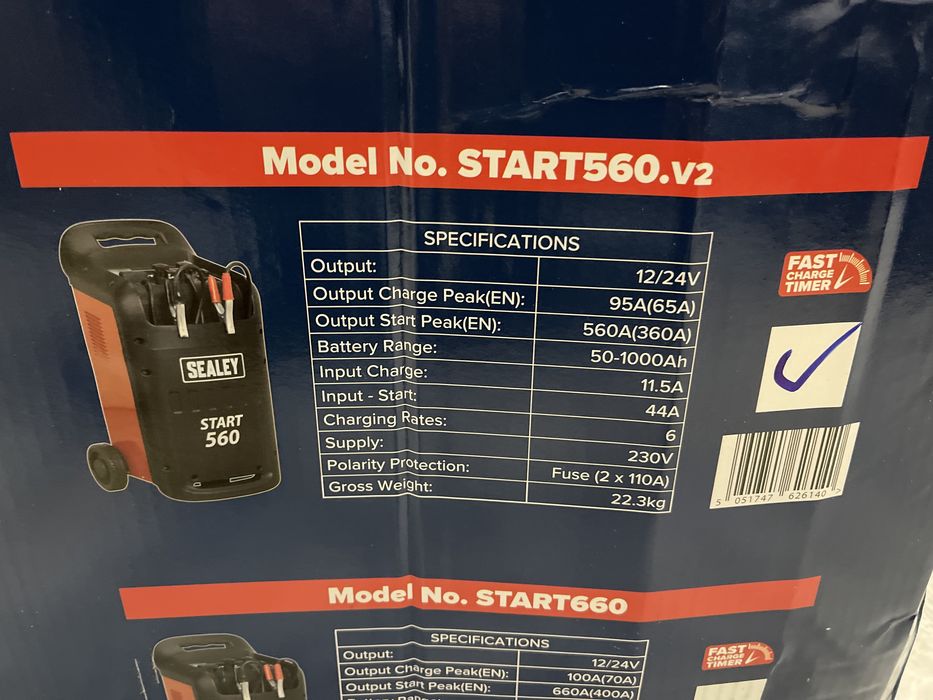 Model No. START560.V2
SPECIFICATIONS
Output: 12/24V
Output Charge Peak(EN): 95A(65A)
Output Start Peak(EN): 560A(360A)
Battery Range: 50-1000Ah
Input Charge: 11.5A
Input - Start: 44A
Charging Rates: 6
Supply: 230V
Polarity Protection: Fuse (2 x 110A)
Gross Weight: 22.3kg
SEALEY
START
560
FAST
CHARGE
TIMER
5 051747 626140 >
Model No. START660
SPECIFICATIONS
Output: 12/24V
Output Charge Peak(EN): 100A(70A)
Output Start Peak(EN): 660A(400A)
FAST
CHARGE
TIMER